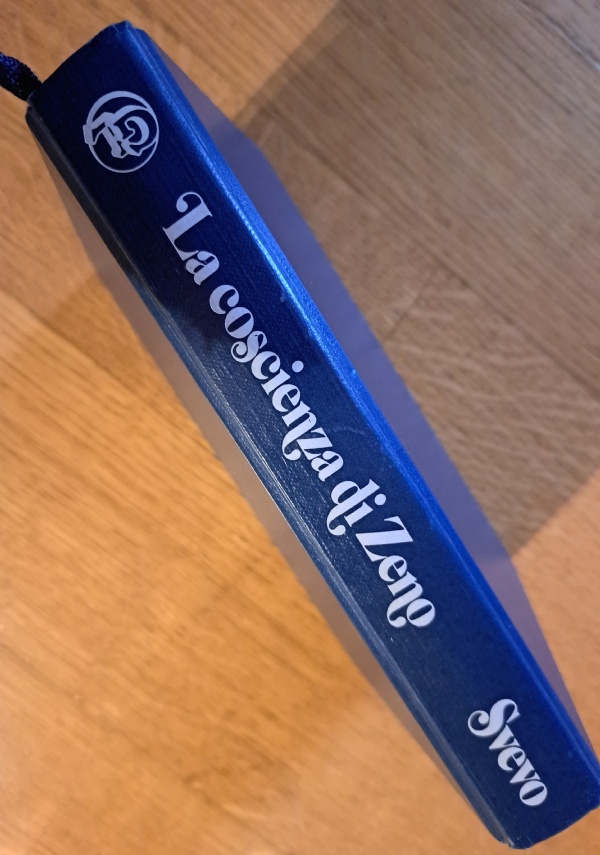 La coscienza di Zeno
Svevo